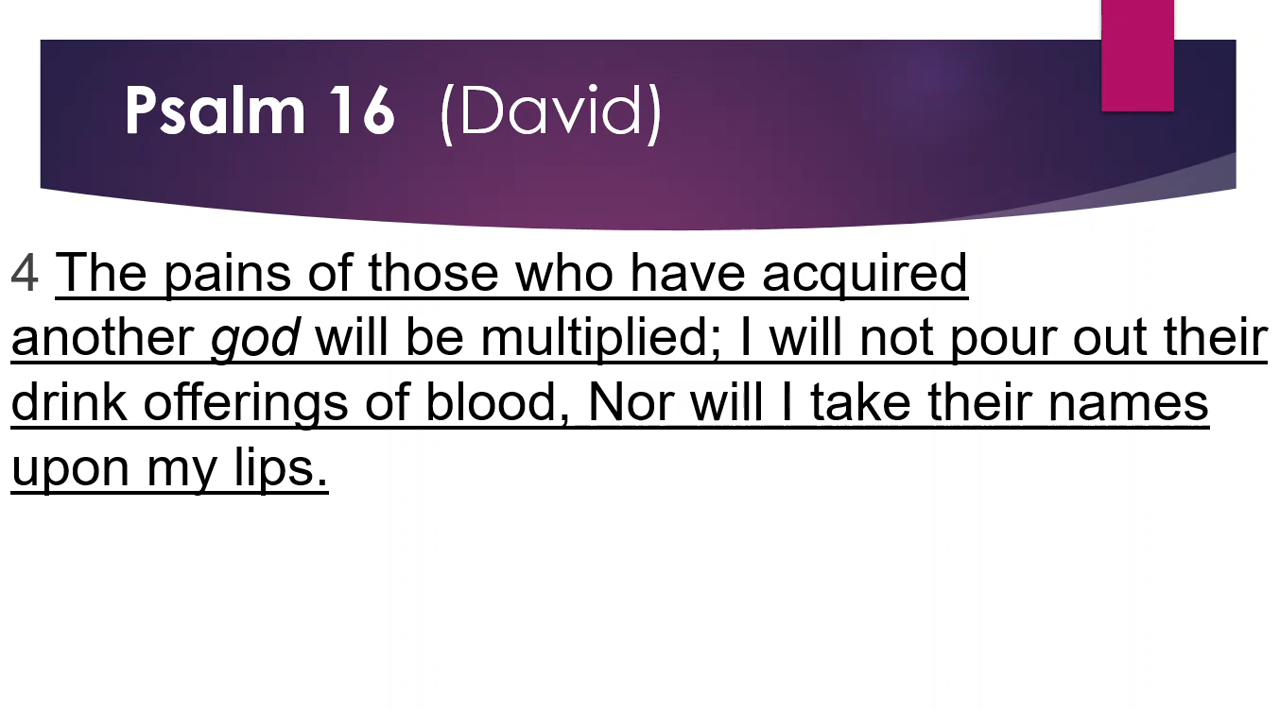 Psalm 16 (David)
4 The pains of those who have acquired
another god will be multiplied; I will not pour out their
drink offerings of blood, Nor will I take their names
upon my lips.